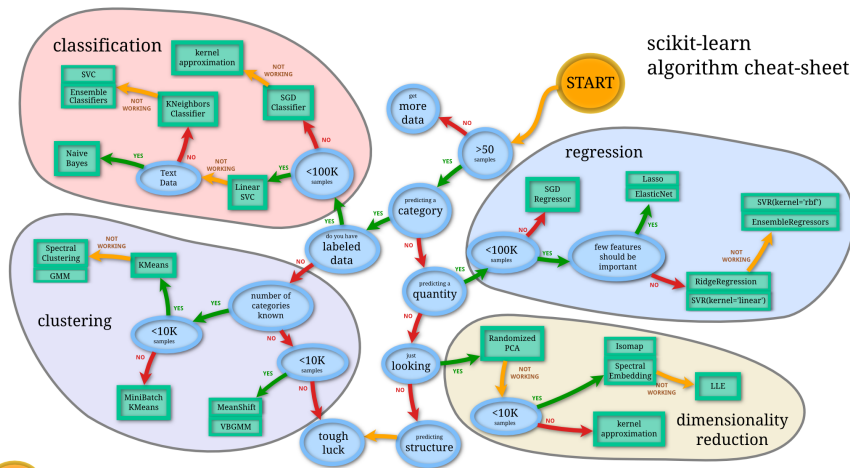 scikit-learn
algorithm cheat-sheet
START
classification
kernel
approximation
NOT
WORKING
SVC
Ensemble
Classifiers
NOT
WORKING
KNeighbors
Classifier
SGD
Classifier
NO
NO
YES
Naive
Bayes
Text
Data
NOT
WORKING
Linear
SVC
YES
<100K
samples
YES
get
more
data
NO
>50
samples
YES
predicting a
category
YES
NO
do you have
labeled
data
NO
predicting a
quantity
YES
NO
just
looking
YES
NO
predicting
structure
tough
luck
regression
SGD
Regressor
NO
<100K
samples
YES
Lasso
ElasticNet
YES
few features
should be
important
NO
SVR(kernel='rbf')
EnsembleRegressors
NOT
WORKING
RidgeRegression
SVR(kernel='linear')
clustering
Spectral
Clustering
GMM
NOT
WORKING
KMeans
YES
<10K
samples
NO
MiniBatch
KMeans
YES
number of
categories
known
NO
<10K
samples
YES
NO
MeanShift
VBGMM
dimensionality
reduction
Randomized
PCA
NOT
WORKING
<10K
samples
YES
NO
Isomap
Spectral
Embedding
NOT
WORKING
LLE
kernel
approximation